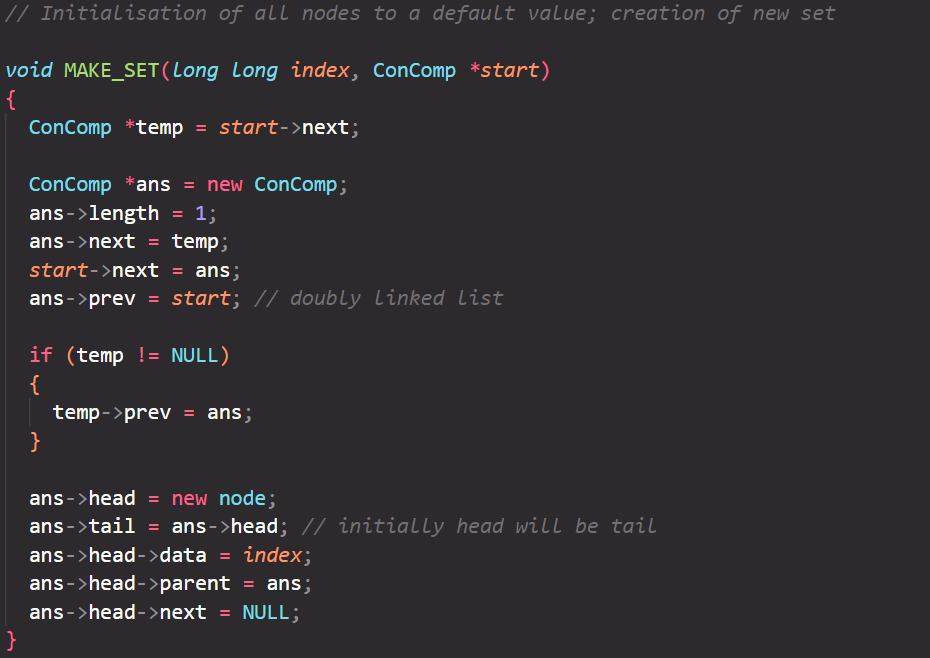 // Initialisation of all nodes to a default value; creation of new set
void MAKE_SET(long long index, ConComp *start)
{
ConComp *temp = start->next;
ConComp *ans = new ConComp;
ans->length = 1;
ans->next = temp;
start->next = ans;
ans->prev = start; // doubly linked list
if (temp != NULL)
{
temp->prev = ans;
}
ans->head = new node;
ans->tail = ans->head; // initially head will be tail
ans->head->data = index;
ans->head->parent = ans;
ans->head->next = NULL;
}